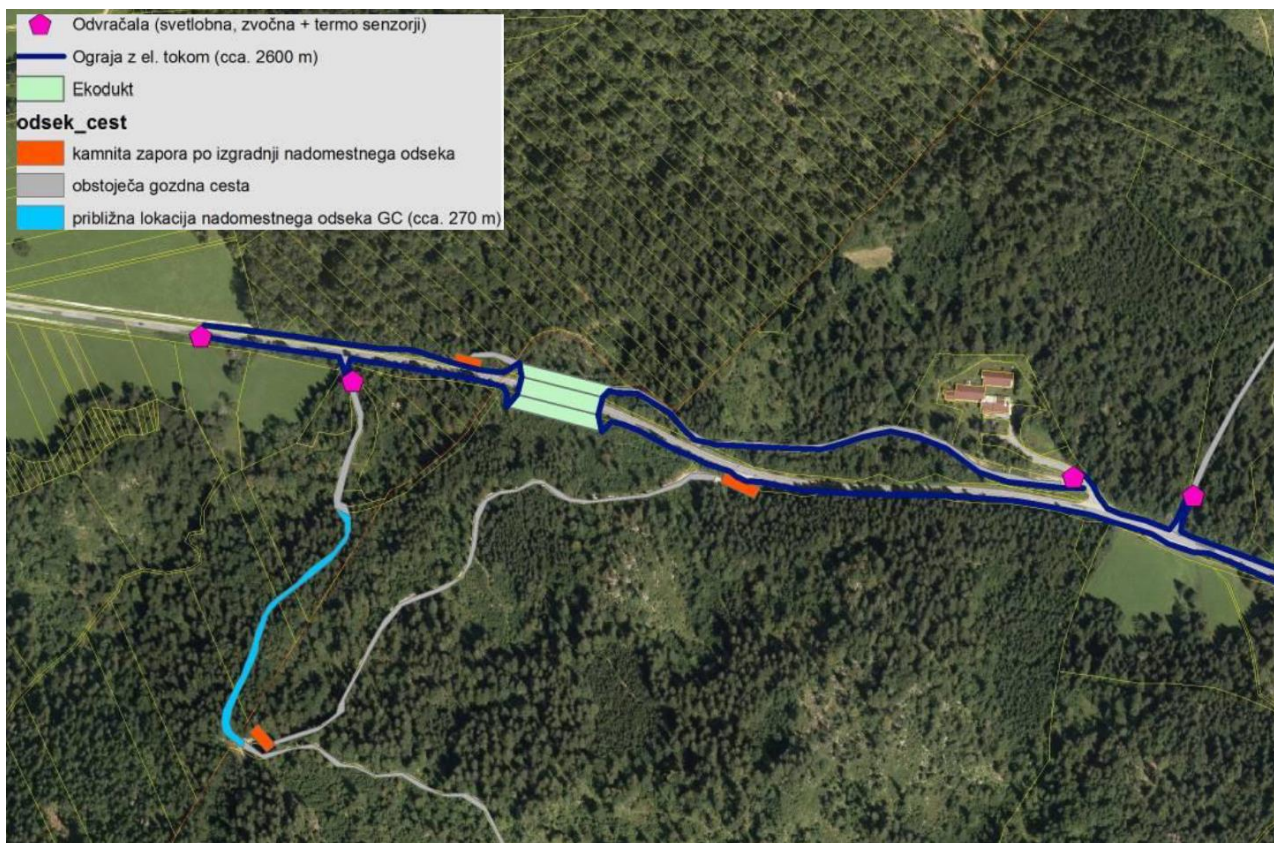 Odvračala (svetlobna, zvočna + termo senzorji)
Ograja z el. tokom (cca. 2600 m)
Ekodukt
odsek_cest
kamnita zapora po izgradnji nadomestnega odseka
obstoječa gozdna cesta
približna lokacija nadomestnega odseka GC (cca. 270 m)